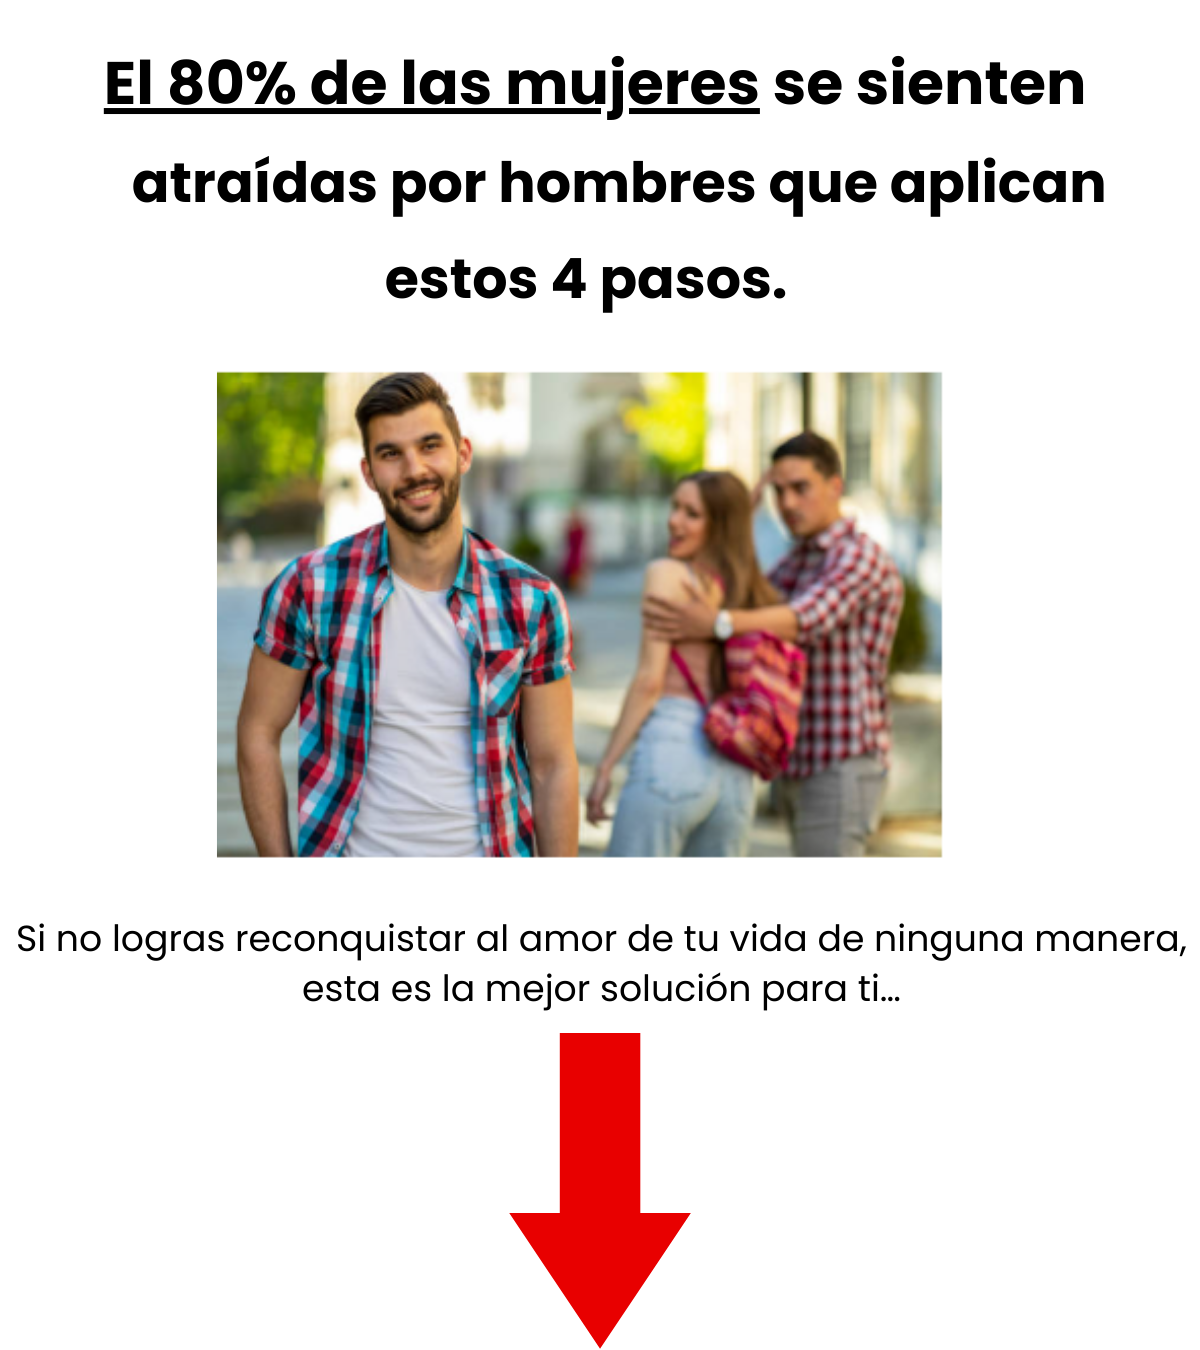 El 80% de las mujeres se sienten
atraídas por hombres que aplican
estos 4 pasos.
Si no logras reconquistar al amor de tu vida de ninguna manera,
esta es la mejor solución para ti...